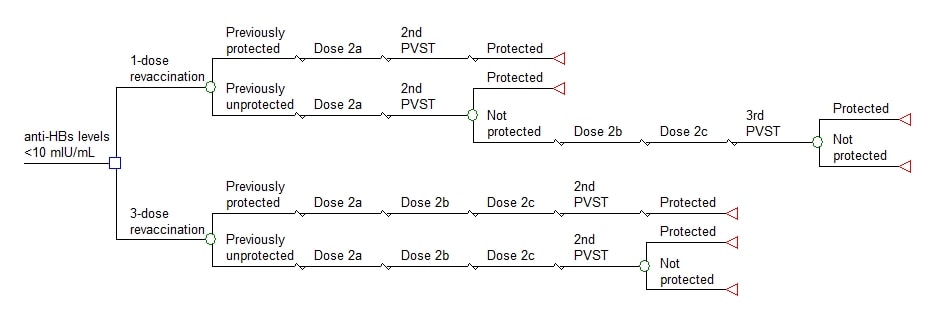 anti-HBs levels
<10 mIU/mL
1-dose
revaccination
Previously
protected
Dose 2a
2nd
PVST
Protected
Previously
unprotected
Dose 2a
2nd
PVST
Protected
Not
protected
Dose 2b
Dose 2c
3rd
PVST
Protected
Not
protected
3-dose
revaccination
Previously
protected
Dose 2a
Dose 2b
Dose 2c
2nd
PVST
Protected
Previously
unprotected
Dose 2a
Dose 2b
Dose 2c
2nd
PVST
Protected
Not
protected